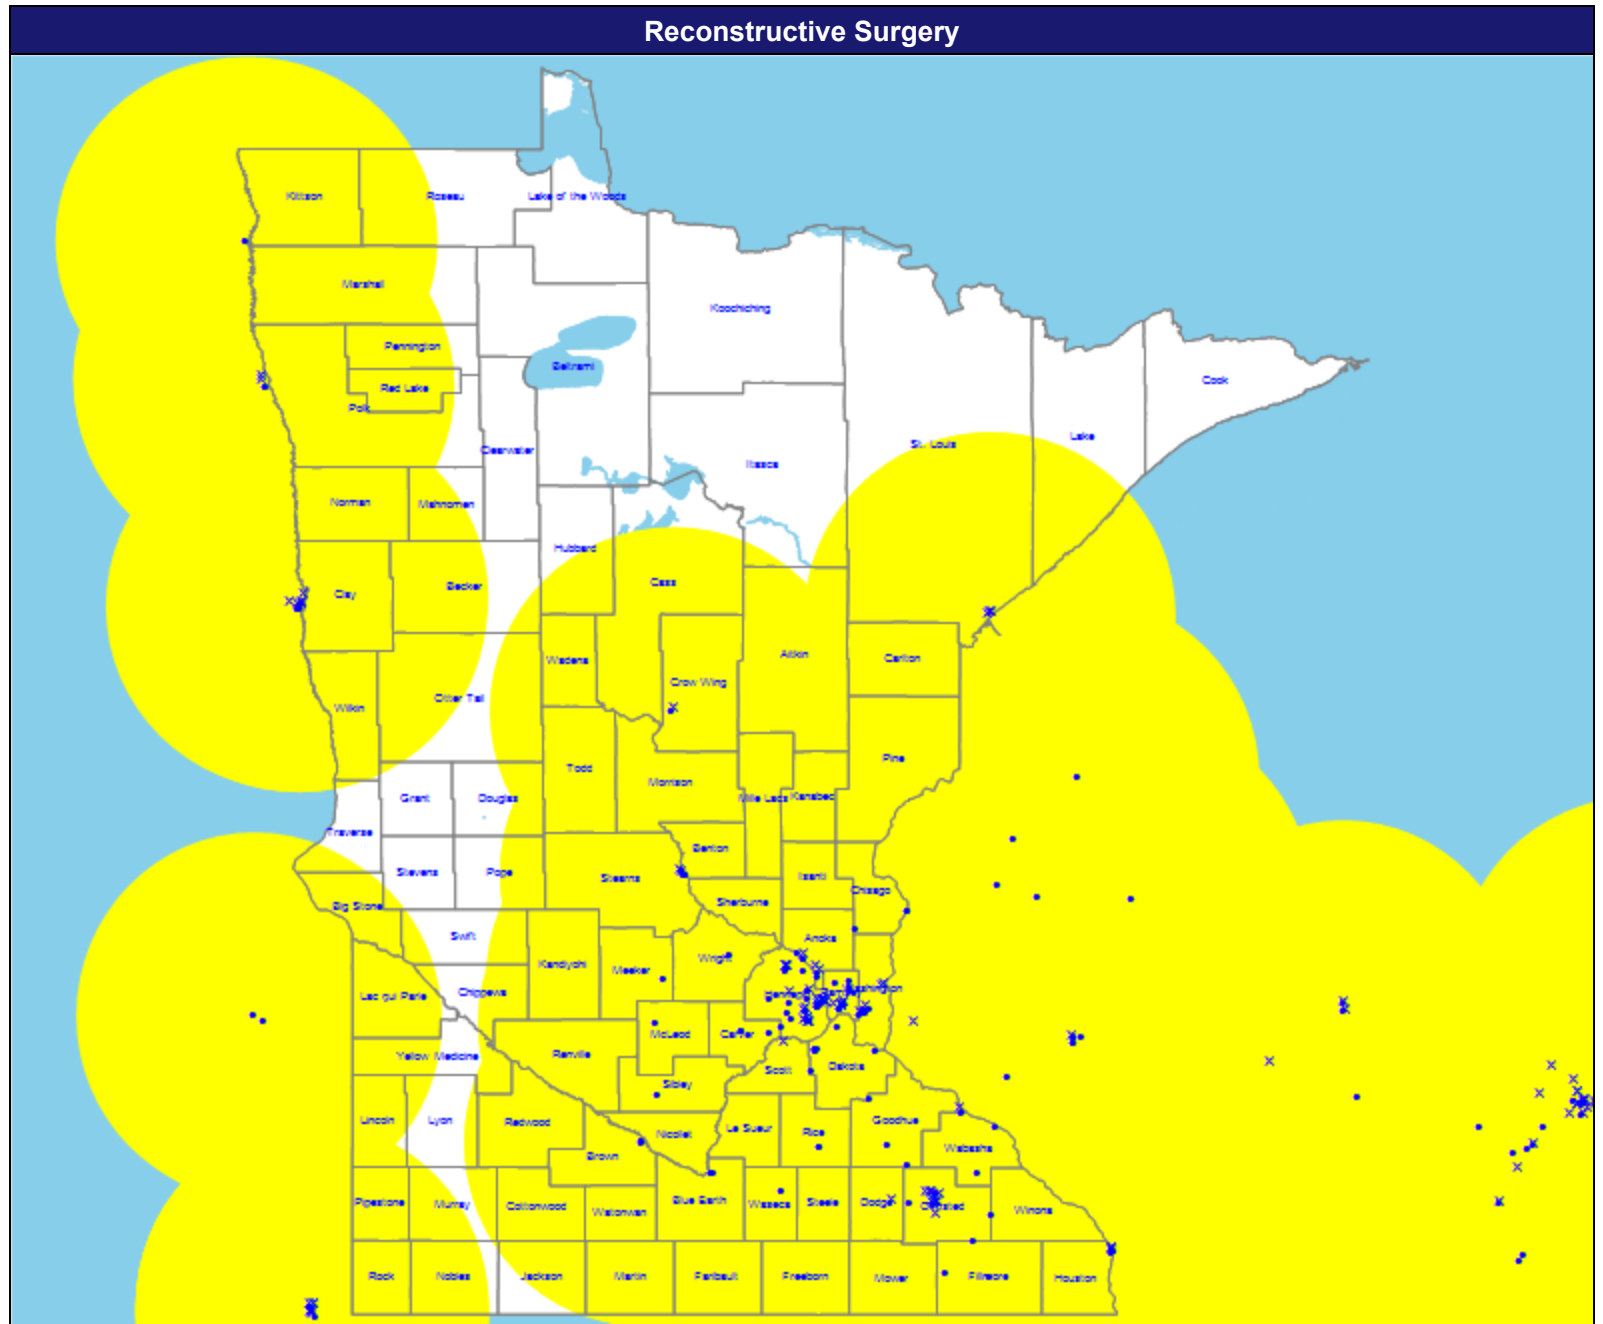 Reconstructive Surgery
Kittson
Roseau
Lake of the Woods
Marshall
Koochiching
Pennington
Beltrami
Red Lake
Cook
Polk
Lake
St. Louis
Clearwater
Itasca
Norman
Mahnomen
Hubbard
Cass
Becker
Clay
Aitkin
Carlton
Wadena
Crow Wing
Otter Tail
Wilkin
Pine
Todd
Morrison
Grant
Douglas
Mille Lacs
Kanabec
Traverse
Benton
Stevens
Pope
Stearns
Isanti
Chisago
Sherburne
Big Stone
Swift
Anoka
Wright
Kandiyohi
Meeker
Lac qui Parle
Chippewa
Hennepin
Ramsey
Washington
McLeod
Carver
Yellow Medicine
Renville
Scott
Dakota
Sibley
Lincoln
Lyon
Redwood
Goodhue
Le Sueur
Rice
Nicollet
Wabasha
Brown
Pipestone
Murray
Cottonwood
Watonwan
Blue Earth
Waseca
Steele
Dodge
Olmsted
Winona
Rock
Nobles
Jackson
Martin
Faribault
Freeborn
Mower
Fillmore
Houston